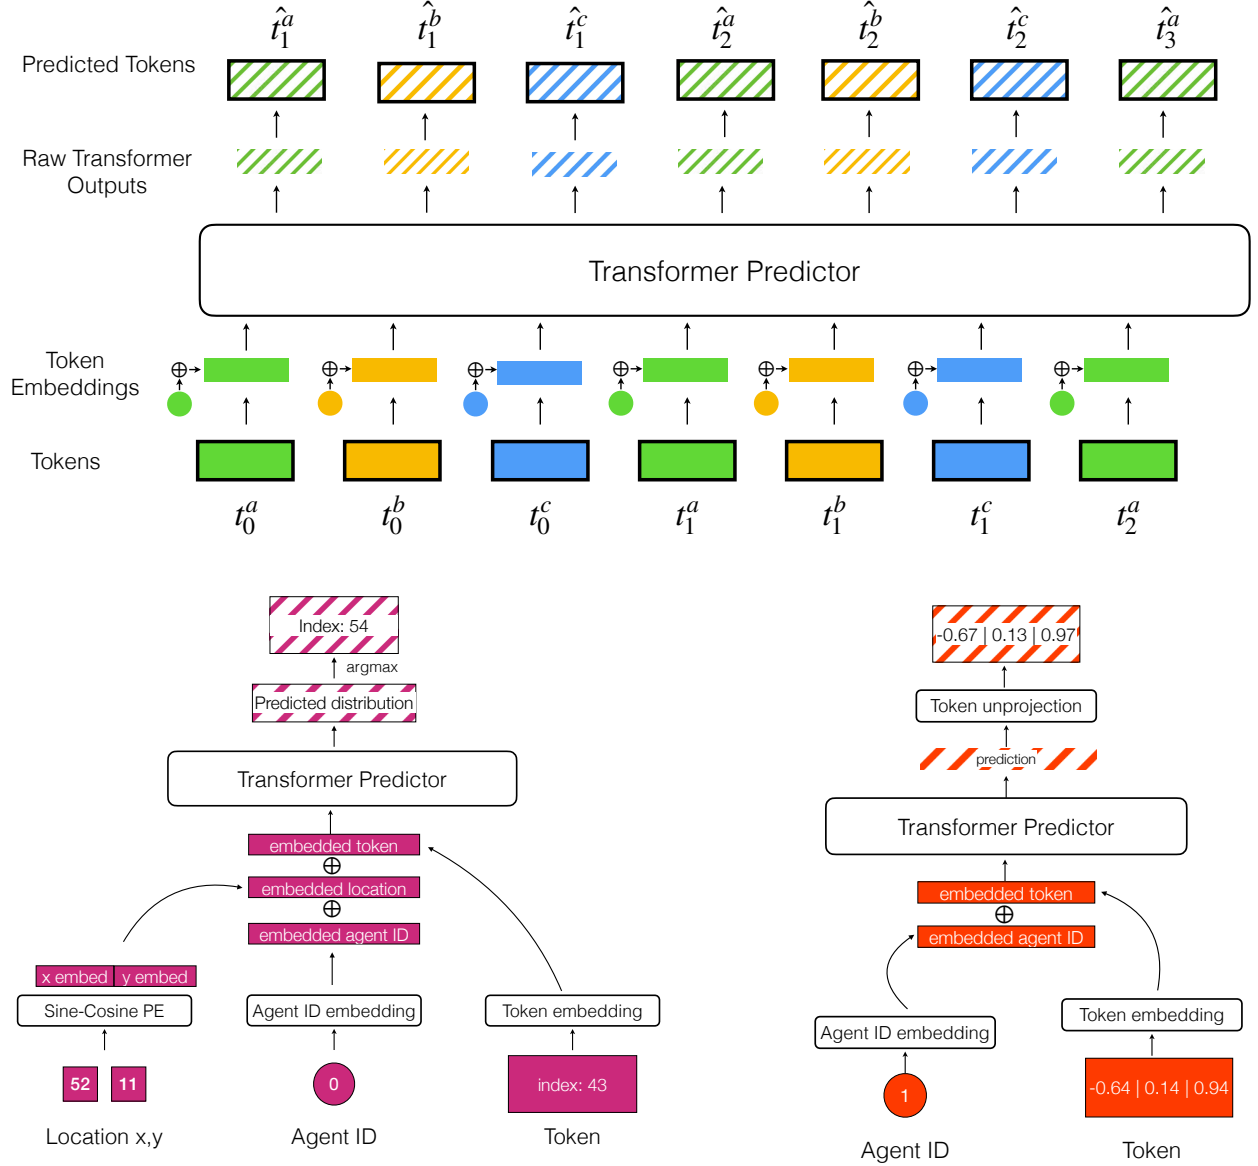 t̂₁ᵃ t̂₁ᵇ t̂₁ᶜ t̂₂ᵃ t̂₂ᵇ t̂₂ᶜ t̂₃ᵃ
Predicted Tokens
Raw Transformer
Outputs
Transformer Predictor
Token
Embeddings
⊕ ⊕ ⊕ ⊕ ⊕ ⊕ ⊕
Tokens
t₀ᵃ t₀ᵇ t₀ᶜ t₁ᵃ t₁ᵇ t₁ᶜ t₂ᵃ
Index: 54
argmax
Predicted distribution
Transformer Predictor
embedded token
⊕
embedded location
⊕
embedded agent ID
x embed y embed
Sine-Cosine PE
Agent ID embedding
Token embedding
52 11
0
index: 43
Location x,y
Agent ID
Token
-0.67 | 0.13 | 0.97
Token unprojection
prediction
Transformer Predictor
embedded token
⊕
embedded agent ID
Agent ID embedding
Token embedding
1
-0.64 | 0.14 | 0.94
Agent ID
Token